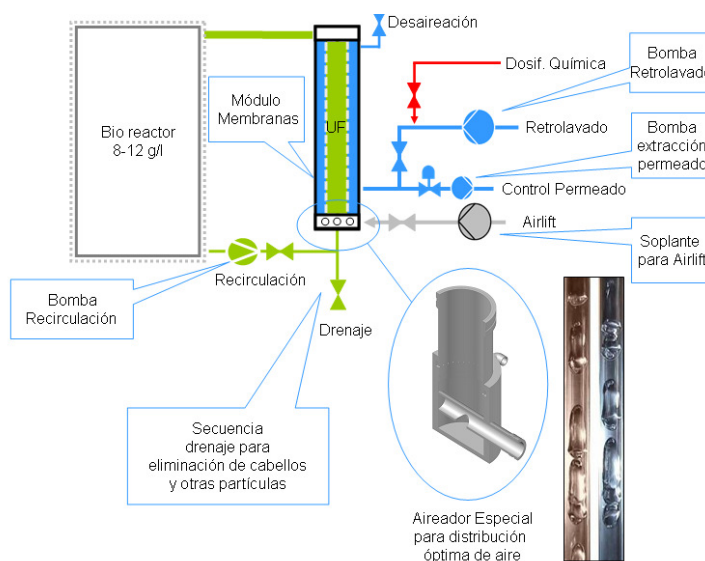 Desaireación
Bomba
Retrolavado
Dosif. Química
Módulo
Membranas
UF
Bio reactor
8-12 g/l
Retrolavado
Bomba
extracción
permeado
Control Permeado
Airlift
Soplante
para Airlift
Recirculación
Bomba
Recirculación
Drenaje
Secuencia
drenaje para
eliminación de cabellos
y otras partículas
Aireador Especial
para distribución
óptima de aire